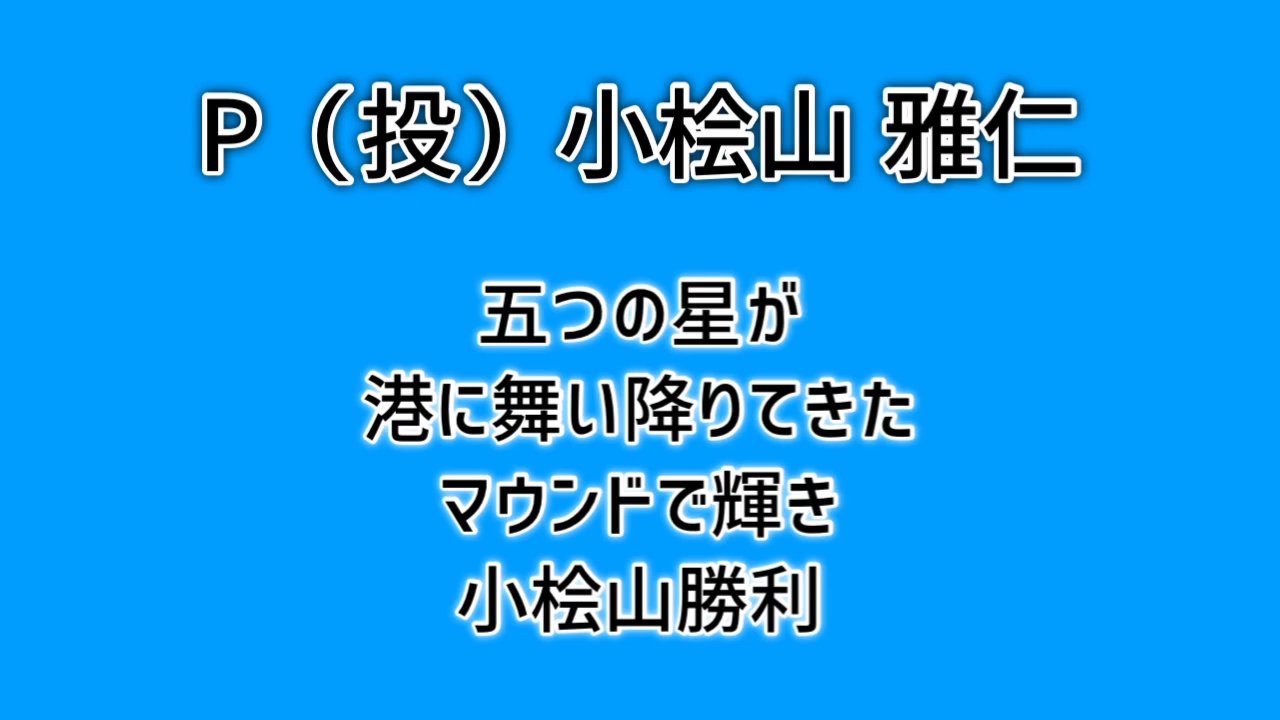 P（投）小桧山 雅仁
五つの星が
港に舞い降りてきた
マウンドで輝き
小桧山勝利